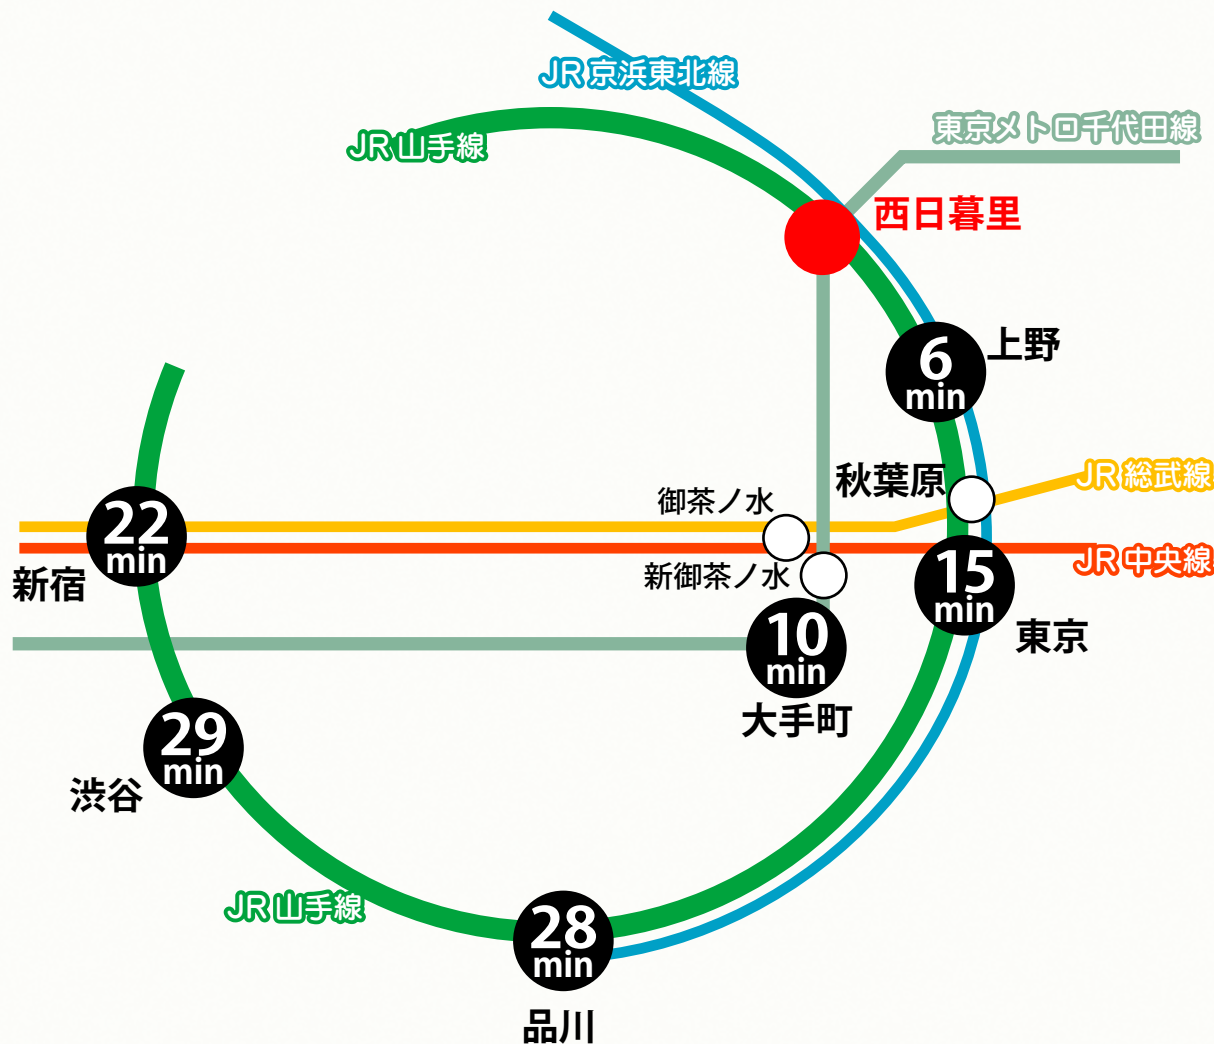 JR 京浜東北線
東京メトロ千代田線
JR 山手線
西日暮里
6
min
上野
秋葉原
JR 総武線
御茶ノ水
22
min
新宿
JR 中央線
新御茶ノ水
15
min
東京
10
min
大手町
29
min
渋谷
JR 山手線
28
min
品川